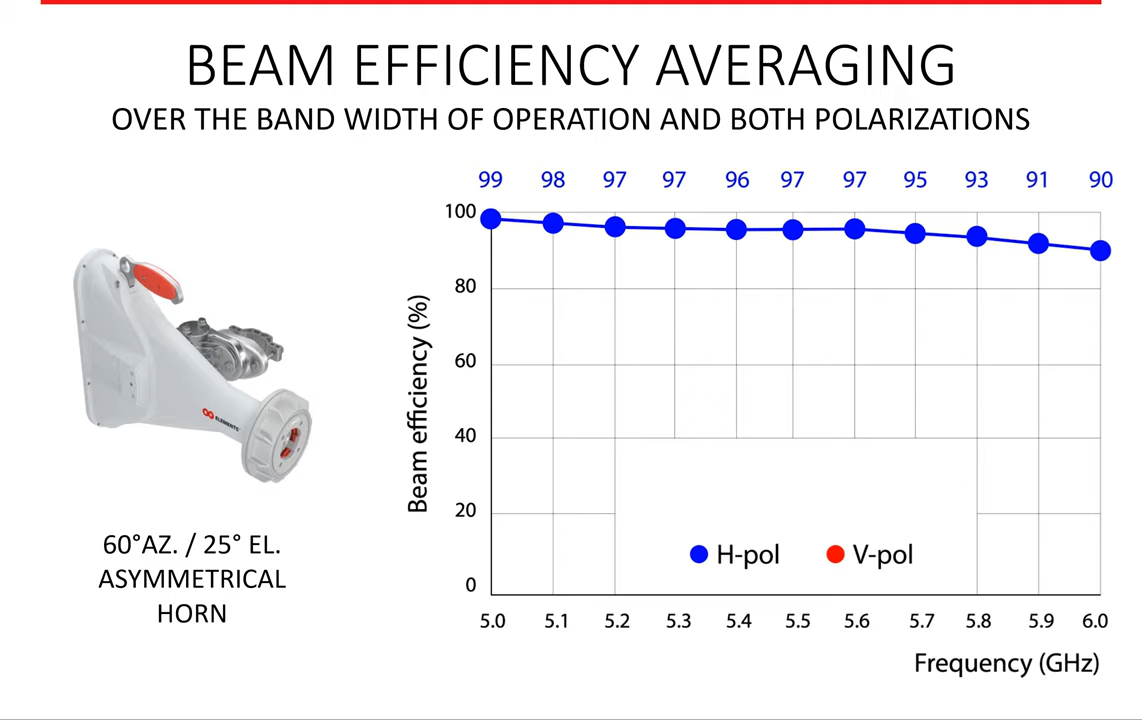 BEAM EFFICIENCY AVERAGING
OVER THE BAND WIDTH OF OPERATION AND BOTH POLARIZATIONS
99 98 97 97 96 97 97 95 93 91 90
100
80
60
40
20
0
Beam efficiency (%)
H-pol V-pol
5.0 5.1 5.2 5.3 5.4 5.5 5.6 5.7 5.8 5.9 6.0
Frequency (GHz)
ELEMENTS
60°AZ. / 25° EL.
ASYMMETRICAL
HORN